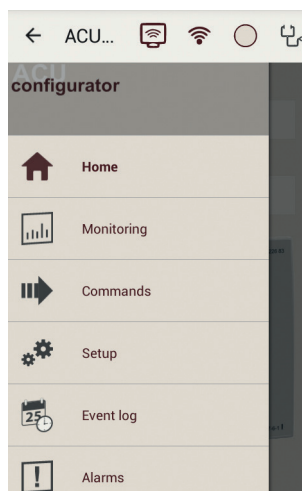 ACU...
ACU
configurator
Home
Monitoring
Commands
Setup
25
Event log
Alarms